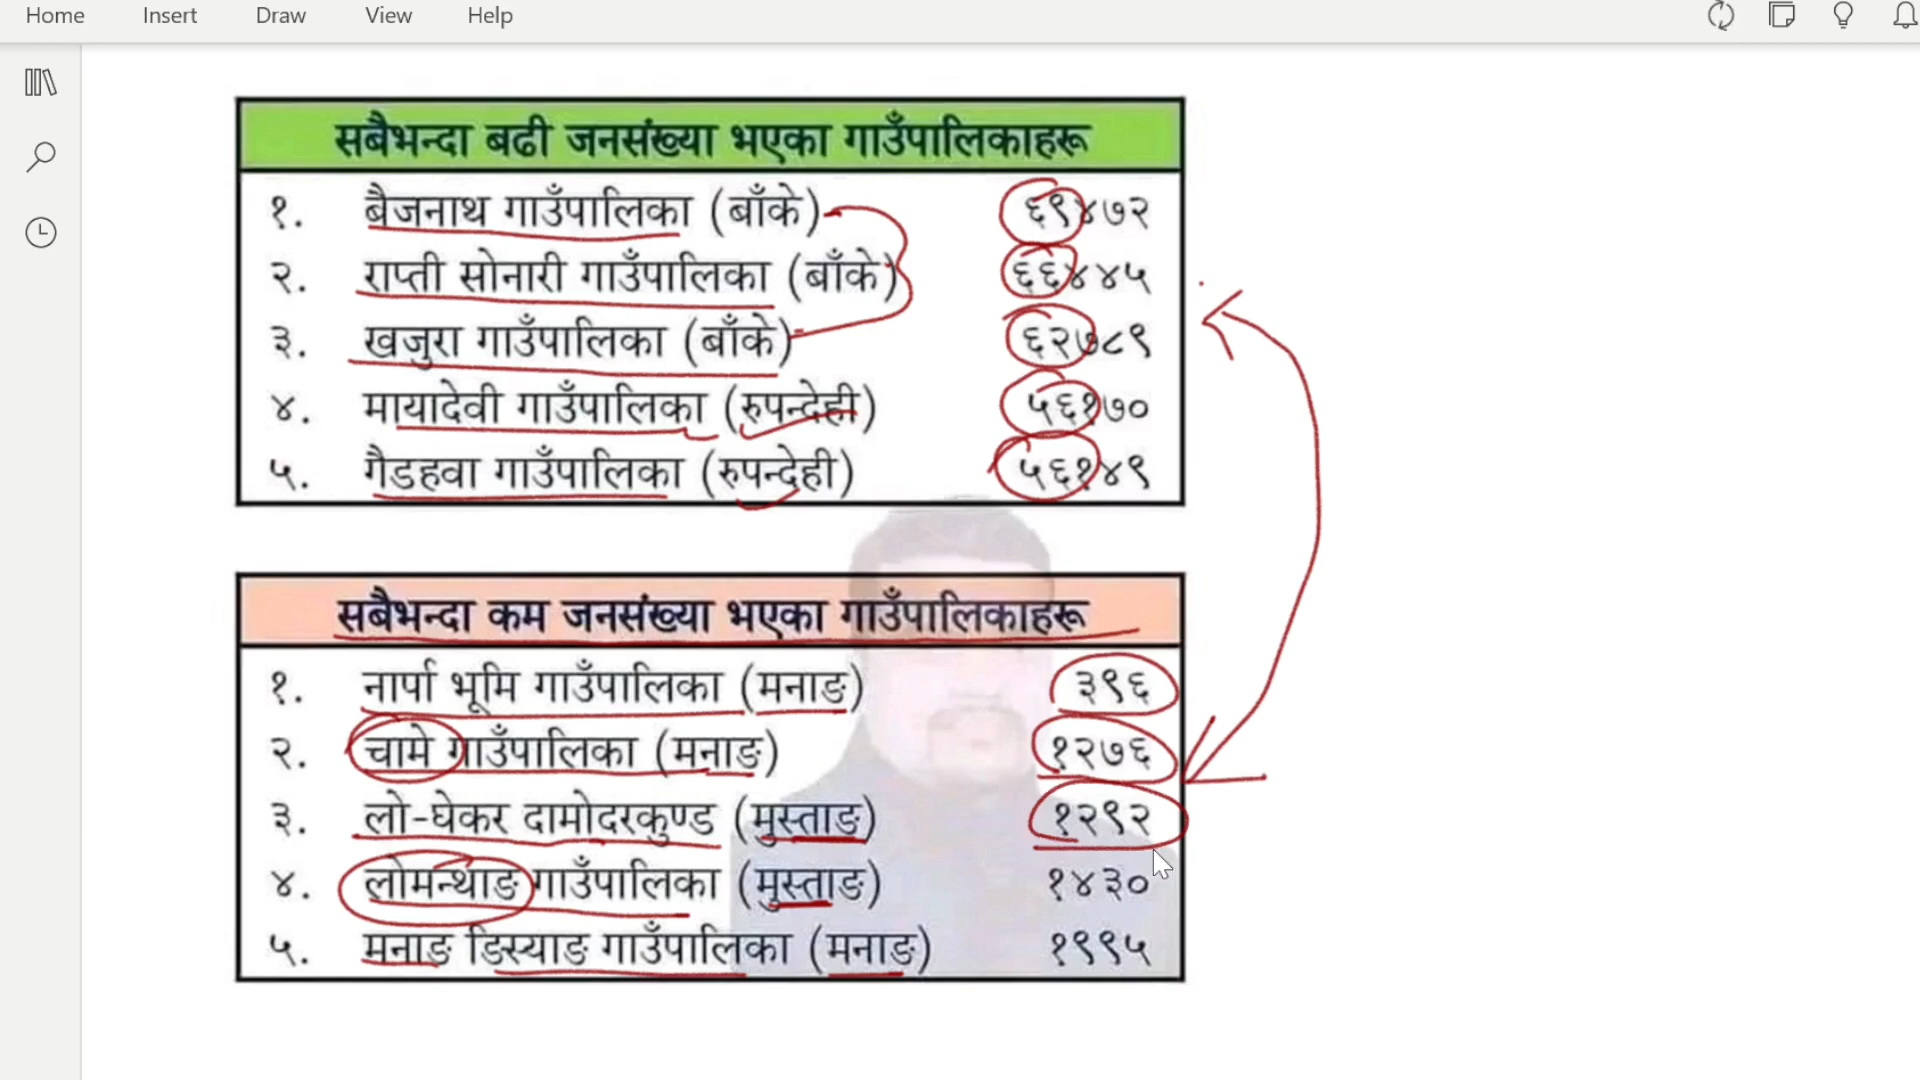 Home Insert Draw View Help
सबैभन्दा बढी जनसंख्या भएका गाउँपालिकाहरू
१. बैजनाथ गाउँपालिका (बाँके) ६९४७२
२. राप्ती सोनारी गाउँपालिका (बाँके) ६६४४५
३. खजुरा गाउँपालिका (बाँके) ६२७८९
४. मायादेवी गाउँपालिका (रुपन्देही) ५६१७०
५. गैडहवा गाउँपालिका (रुपन्देही) ५६१४९
सबैभन्दा कम जनसंख्या भएका गाउँपालिकाहरू
१. नार्पा भूमि गाउँपालिका (मनाङ) ३९६
२. चामे गाउँपालिका (मनाङ) १२७६
३. लो-घेकर दामोदरकुण्ड (मुस्ताङ) १२९२
४. लोमन्थाङ गाउँपालिका (मुस्ताङ) १४३०
५. मनाङ डिस्याङ गाउँपालिका (मनाङ) १९९५